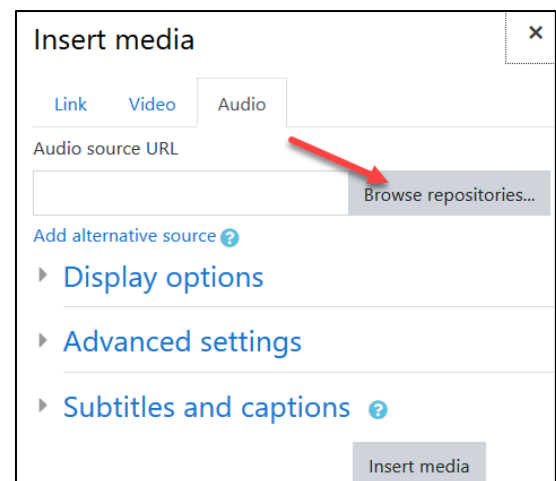 Insert media
×
Link Video Audio
Audio source URL
Browse repositories...
Add alternative source ?
Display options
Advanced settings
Subtitles and captions ?
Insert media